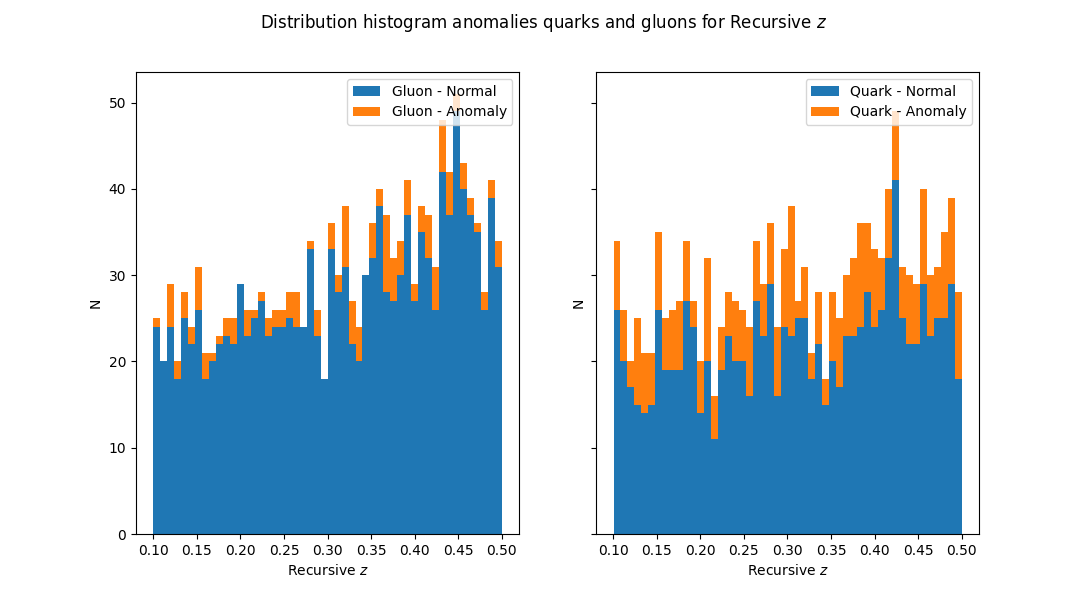 Distribution histogram anomalies quarks and gluons for Recursive z
Gluon - Normal
Gluon - Anomaly
N
50
40
30
20
10
0
0.10 0.15 0.20 0.25 0.30 0.35 0.40 0.45 0.50
Recursive z
Quark - Normal
Quark - Anomaly
N
0.10 0.15 0.20 0.25 0.30 0.35 0.40 0.45 0.50
Recursive z